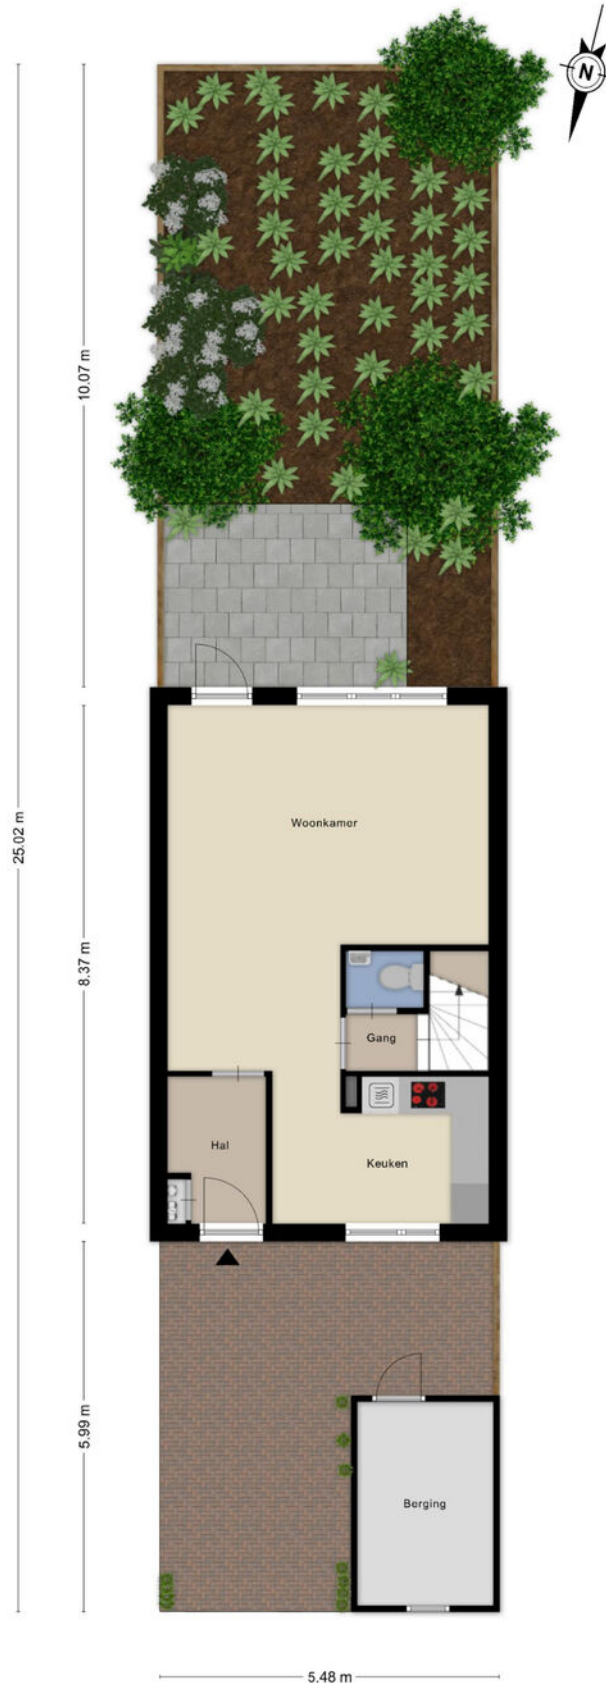 N
10.07 m
25.02 m
Woonkamer
8.37 m
Gang
Hal
Keuken
5.99 m
Berging
5.48 m